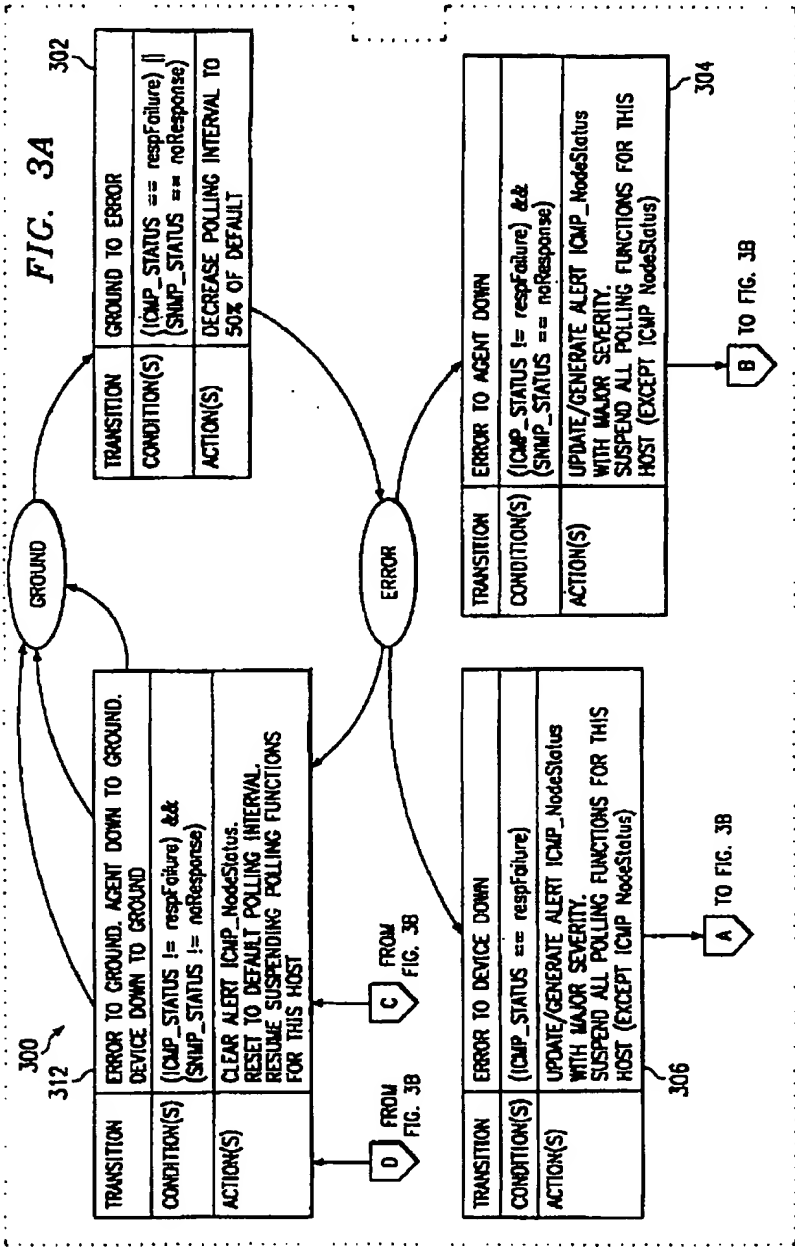 FIG. 3A
300
GROUND
302
TRANSITION GROUND TO ERROR
CONDITION(S) (ICMP_STATUS == respFailure) ||
(SNMP_STATUS == noResponse)
ACTION(S) DECREASE POLLING INTERVAL TO
50% OF DEFAULT
312
TRANSITION ERROR TO GROUND. AGENT DOWN TO GROUND.
DEVICE DOWN TO GROUND
CONDITION(S) (ICMP_STATUS != respFailure) &&
(SNMP_STATUS != noResponse)
ACTION(S) CLEAR ALERT ICMP_NodeStatus.
RESET TO DEFAULT POLLING INTERVAL.
RESUME SUSPENDING POLLING FUNCTIONS
FOR THIS HOST
D FROM
FIG. 3B
C FROM
FIG. 3B
ERROR
TRANSITION ERROR TO DEVICE DOWN
CONDITION(S) (ICMP_STATUS == respFailure)
ACTION(S) UPDATE/GENERATE ALERT ICMP_NodeStatus
WITH MAJOR SEVERITY.
SUSPEND ALL POLLING FUNCTIONS FOR THIS
HOST (EXCEPT ICMP NodeStatus)
306
A TO FIG. 3B
TRANSITION ERROR TO AGENT DOWN
CONDITION(S) (ICMP_STATUS != respFailure) &&
(SNMP_STATUS == noResponse)
ACTION(S) UPDATE/GENERATE ALERT ICMP_NodeStatus
WITH MAJOR SEVERITY.
SUSPEND ALL POLLING FUNCTIONS FOR THIS
HOST (EXCEPT ICMP NodeStatus)
304
B TO FIG. 3B